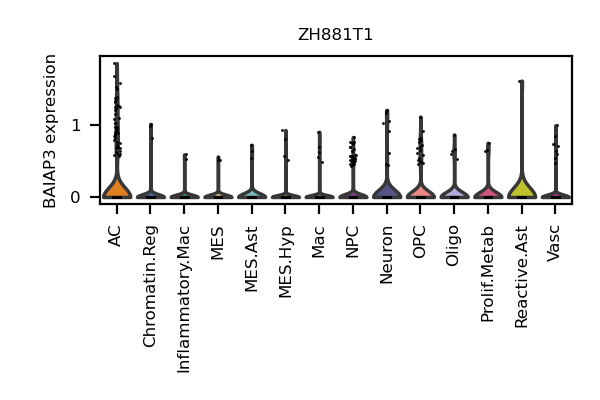 ZH881T1
BAIAP3 expression
1
0
AC
Chromatin.Reg
Inflammatory.Mac
MES
MES.Ast
MES.Hyp
Mac
NPC
Neuron
OPC
Oligo
Prolif.Metab
Reactive.Ast
Vasc